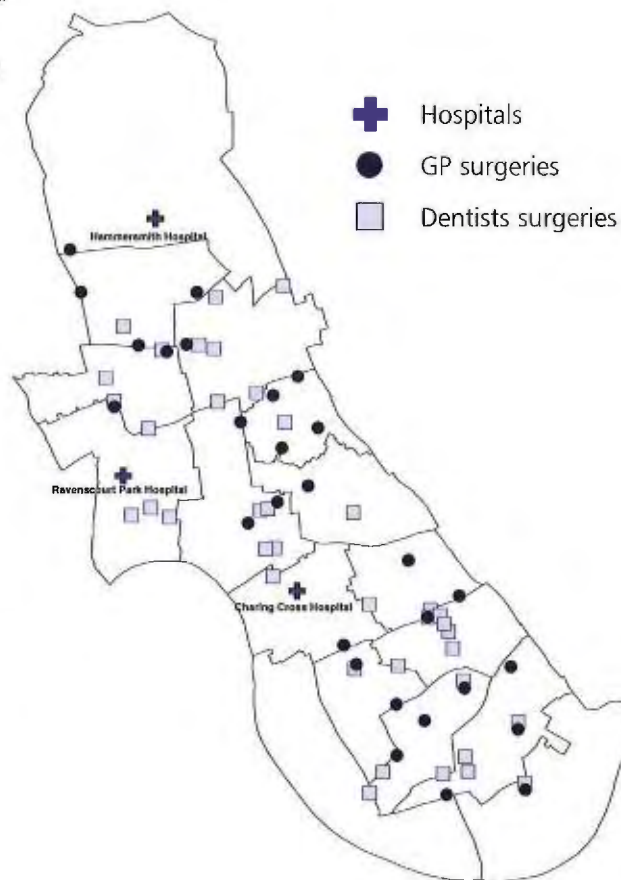 Hospitals
GP surgeries
Dentists surgeries
Hammersmith Hospital
Ravenscourt Park Hospital
Charing Cross Hospital